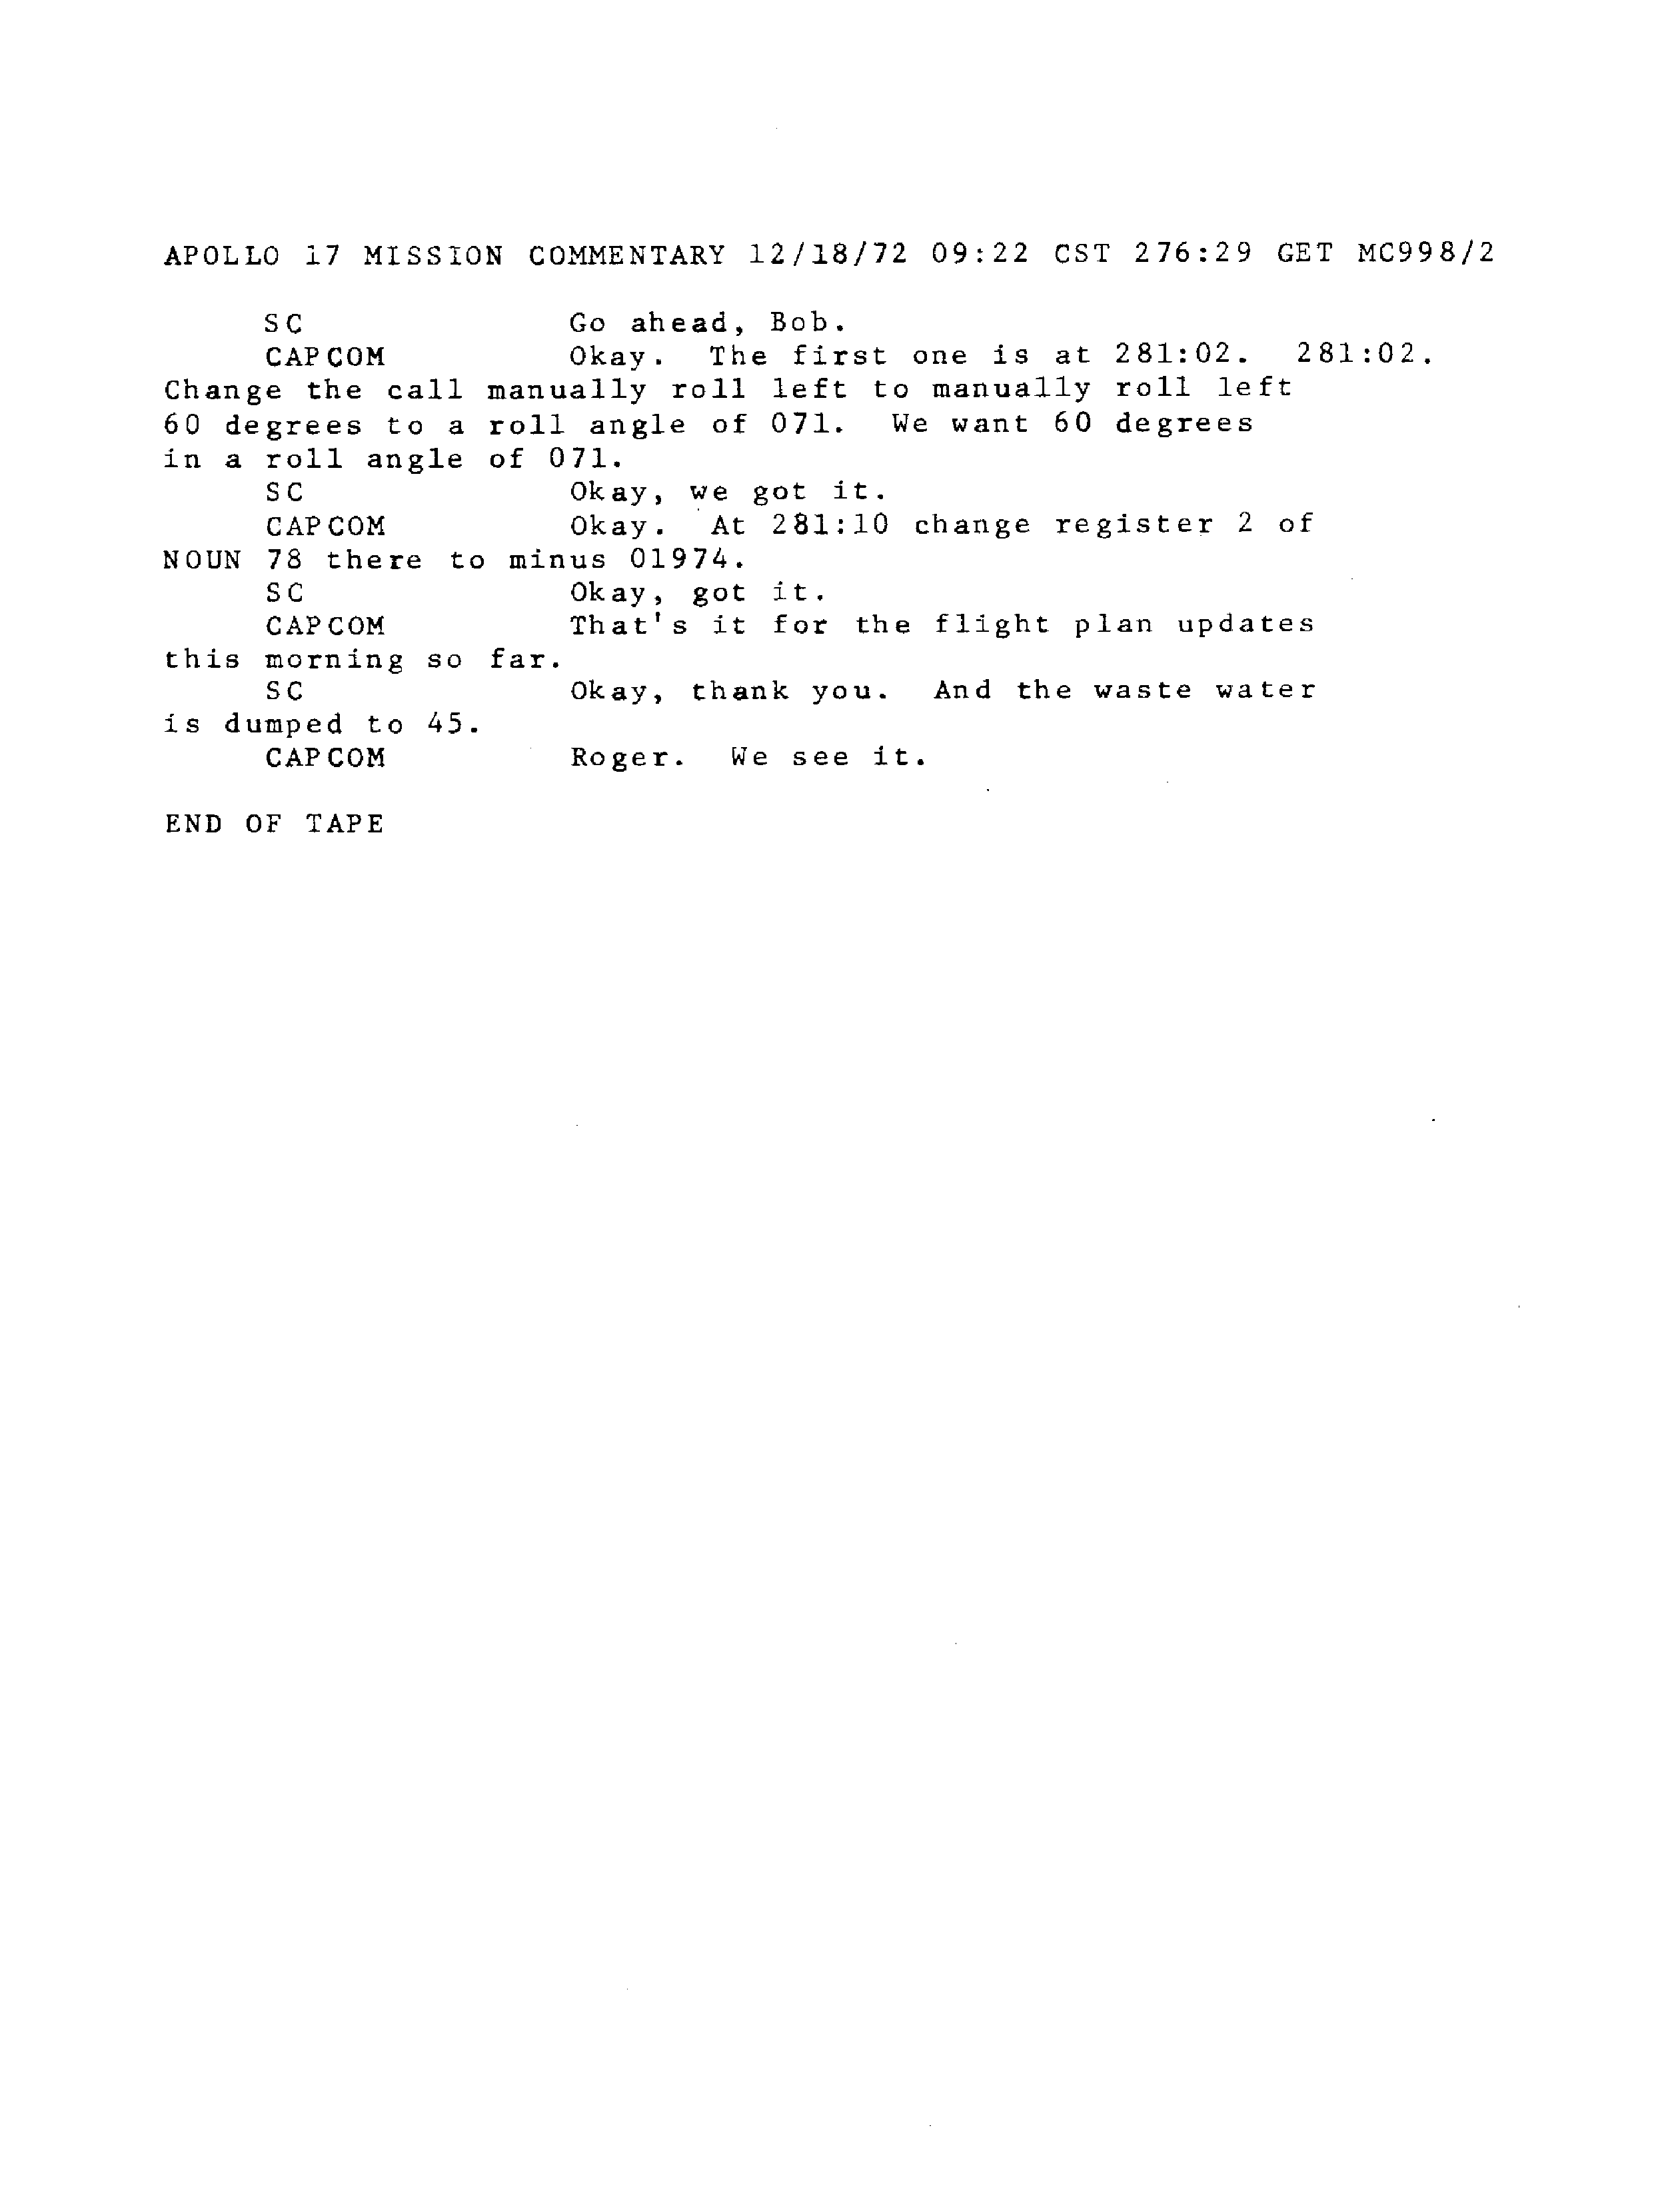 APOLLO 17 MISSION COMMENTARY 12/18/72 09:22 CST 276:29 GET MC998/2
SC Go ahead, Bob.
CAPCOM Okay. The first one is at 281:02. 281:02.
Change the call manually roll left to manually roll left
60 degrees to a roll angle of 071. We want 60 degrees
in a roll angle of 071.
SC Okay, we got it.
CAPCOM Okay. At 281:10 change register 2 of
NOUN 78 there to minus 01974.
SC Okay, got it.
CAPCOM That's it for the flight plan updates
this morning so far.
SC Okay, thank you. And the waste water
is dumped to 45.
CAPCOM Roger. We see it.
END OF TAPE